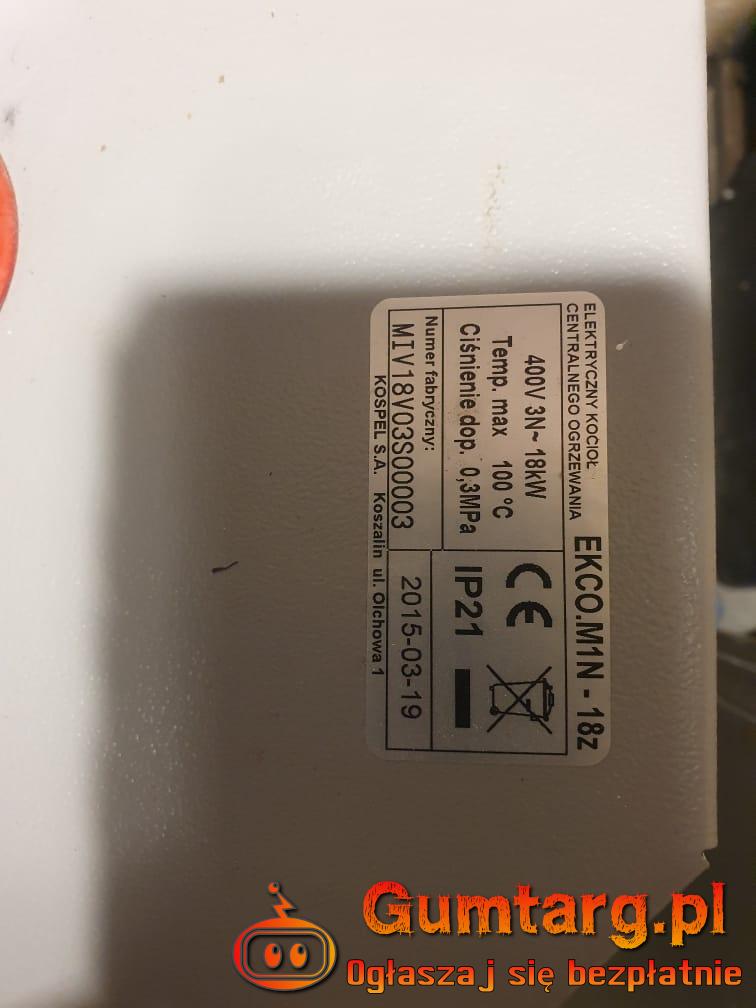 ELEKTRYCZNY KOCIOŁ
CENTRALNEGO OGRZEWANIA
EKCO.M1N - 18z
400V 3N~ 18kW
Temp. max 100 °C
Ciśnienie dop. 0,3MPa
CE
IP21
Numer fabryczny:
MIV18V03S00003
2015-03-19
KOSPEL S.A. Koszalin ul. Olchowa 1
Gumtarg.pl
Ogłaszaj się bezpłatnie